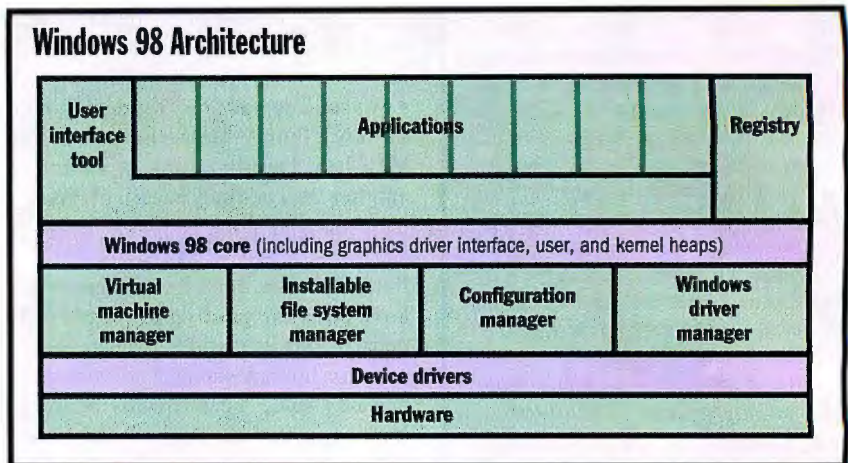 Windows 98 Architecture
User
interface
tool
Applications
Registry
Windows 98 core (including graphics driver interface, user, and kernel heaps)
Virtual
machine
manager
Installable
file system
manager
Configuration
manager
Windows
driver
manager
Device drivers
Hardware